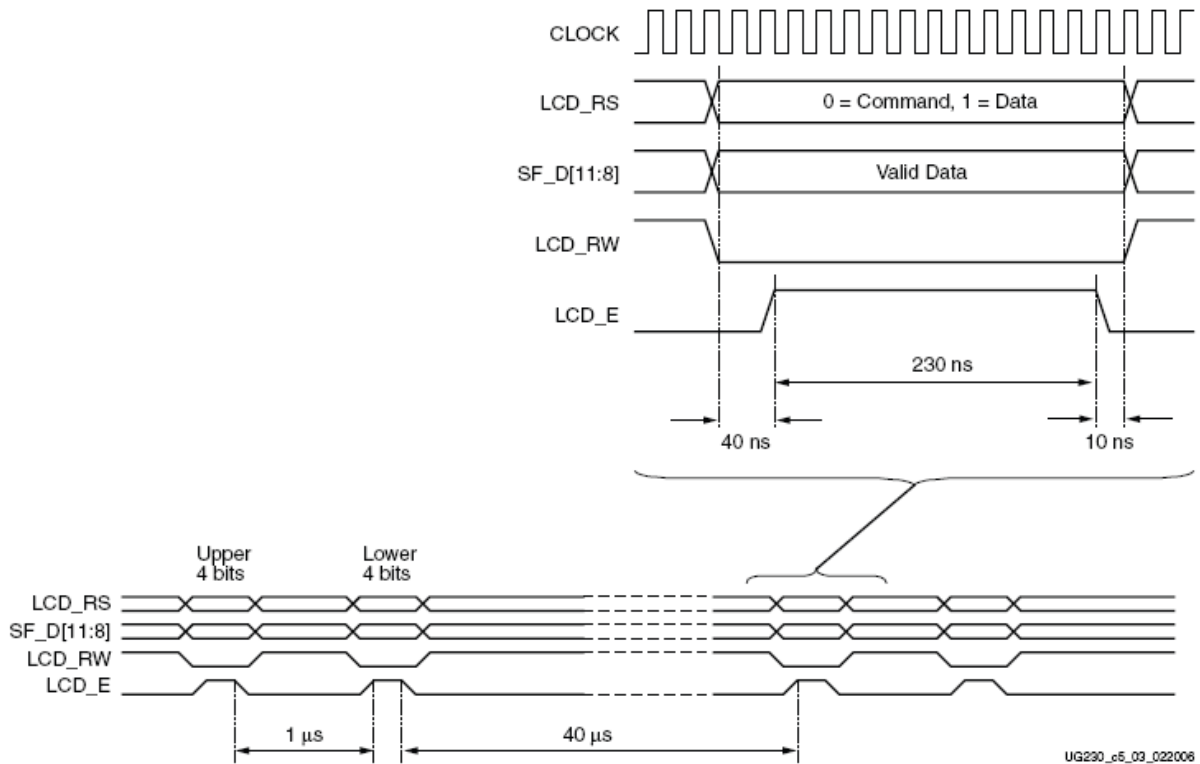 CLOCK
LCD_RS
0 = Command, 1 = Data
SF_D[11:8]
Valid Data
LCD_RW
LCD_E
230 ns
40 ns
10 ns
Upper
4 bits
Lower
4 bits
LCD_RS
SF_D[11:8]
LCD_RW
LCD_E
1 μs
40 μs
UG230_c5_03_022006